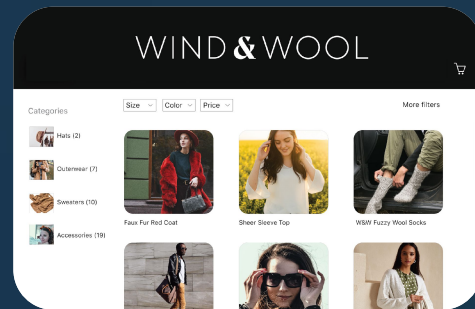 WIND & WOOL
Categories
Size
Color
Price
More filters
Hats (2)
Outerwear (7)
Sweaters (10)
Accessories (19)
Faux Fur Red Coat
Sheer Sleeve Top
W&W Fuzzy Wool Socks